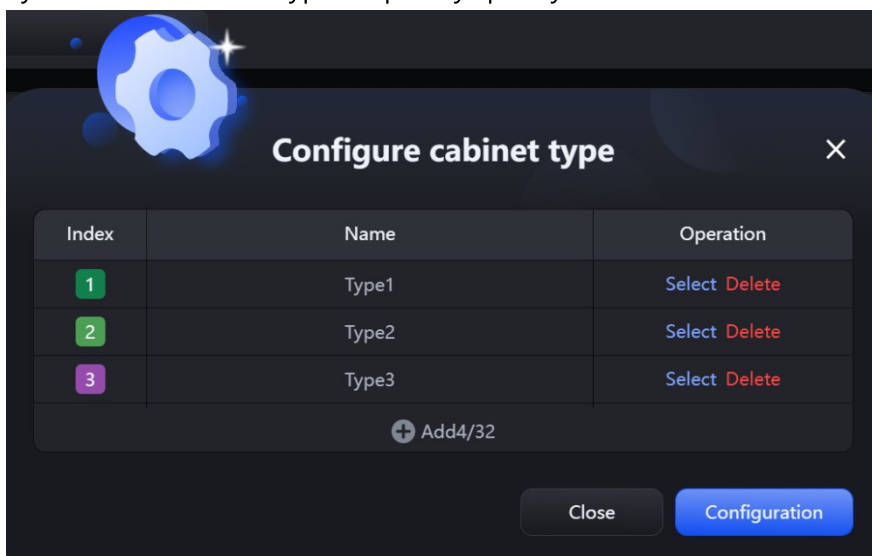 Configure cabinet type
Index Name Operation
1 Type1 Select Delete
2 Type2 Select Delete
3 Type3 Select Delete
Add4/32
Close Configuration